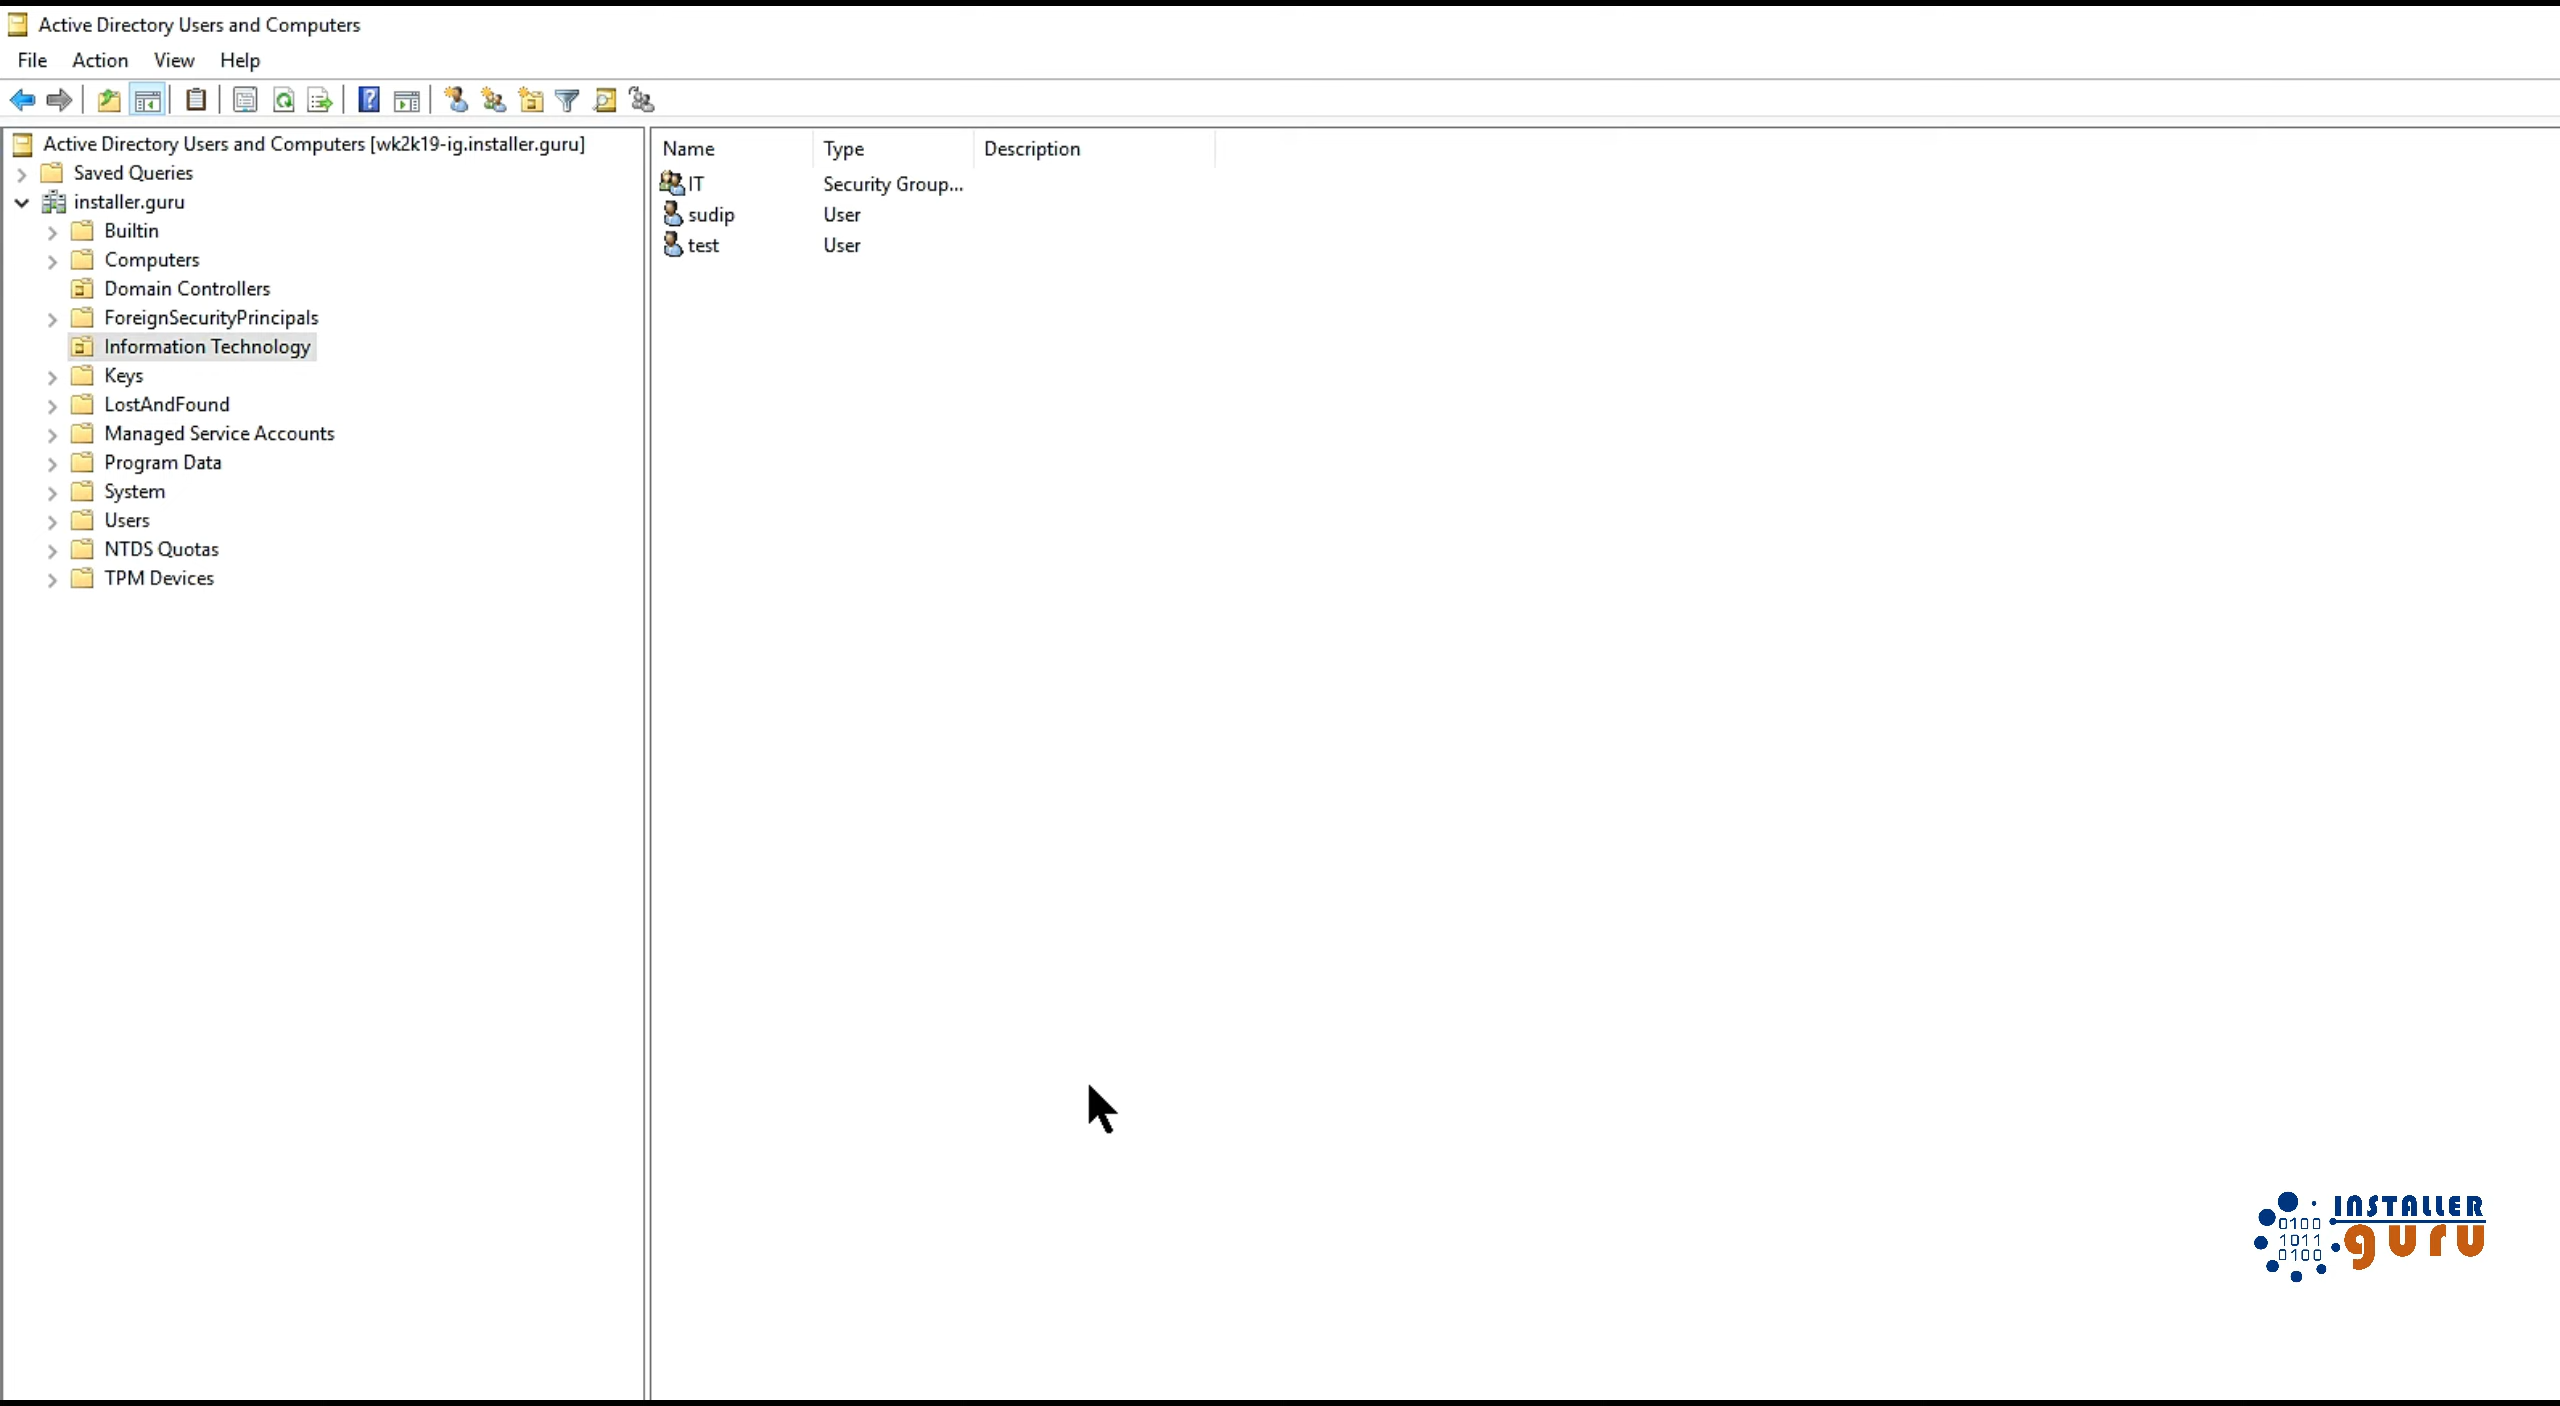 Active Directory Users and Computers
File Action View Help
Active Directory Users and Computers [wk2k19-ig.installer.guru]
Saved Queries
installer.guru
Builtin
Computers
Domain Controllers
ForeignSecurityPrincipals
Information Technology
Keys
LostAndFound
Managed Service Accounts
Program Data
System
Users
NTDS Quotas
TPM Devices
Name Type Description
IT Security Group...
sudip User
test User
INSTALLER
guru
0100
1011
0100